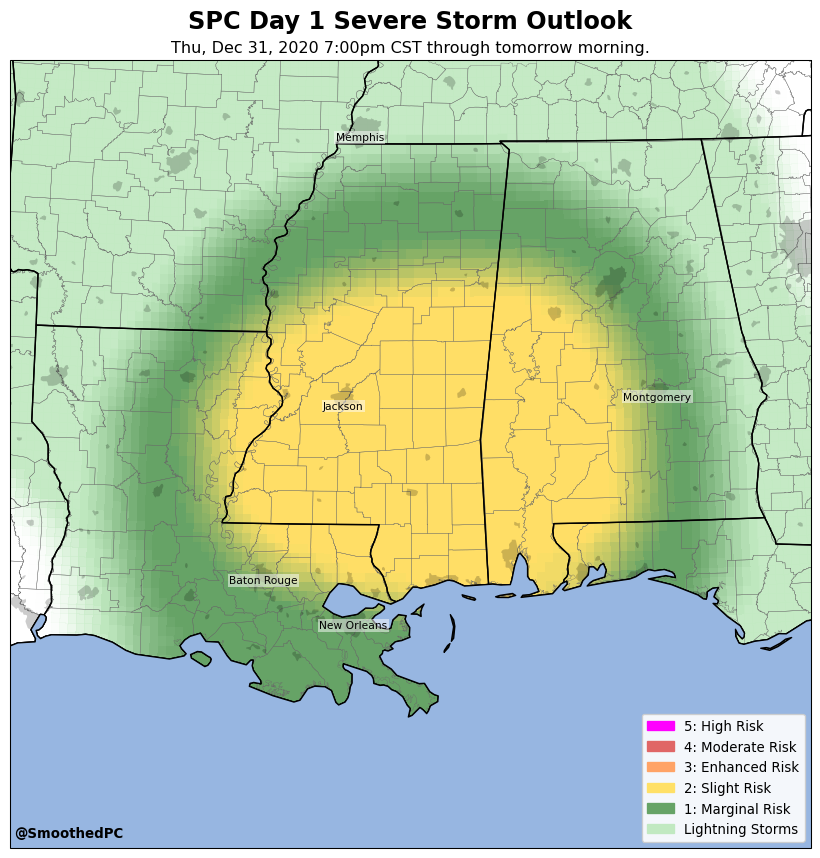 SPC Day 1 Severe Storm Outlook
Thu, Dec 31, 2020 7:00pm CST through tomorrow morning.
Memphis
Montgomery
Jackson
Baton Rouge
New Orleans
5: High Risk
4: Moderate Risk
3: Enhanced Risk
2: Slight Risk
1: Marginal Risk
Lightning Storms
@SmoothedPC